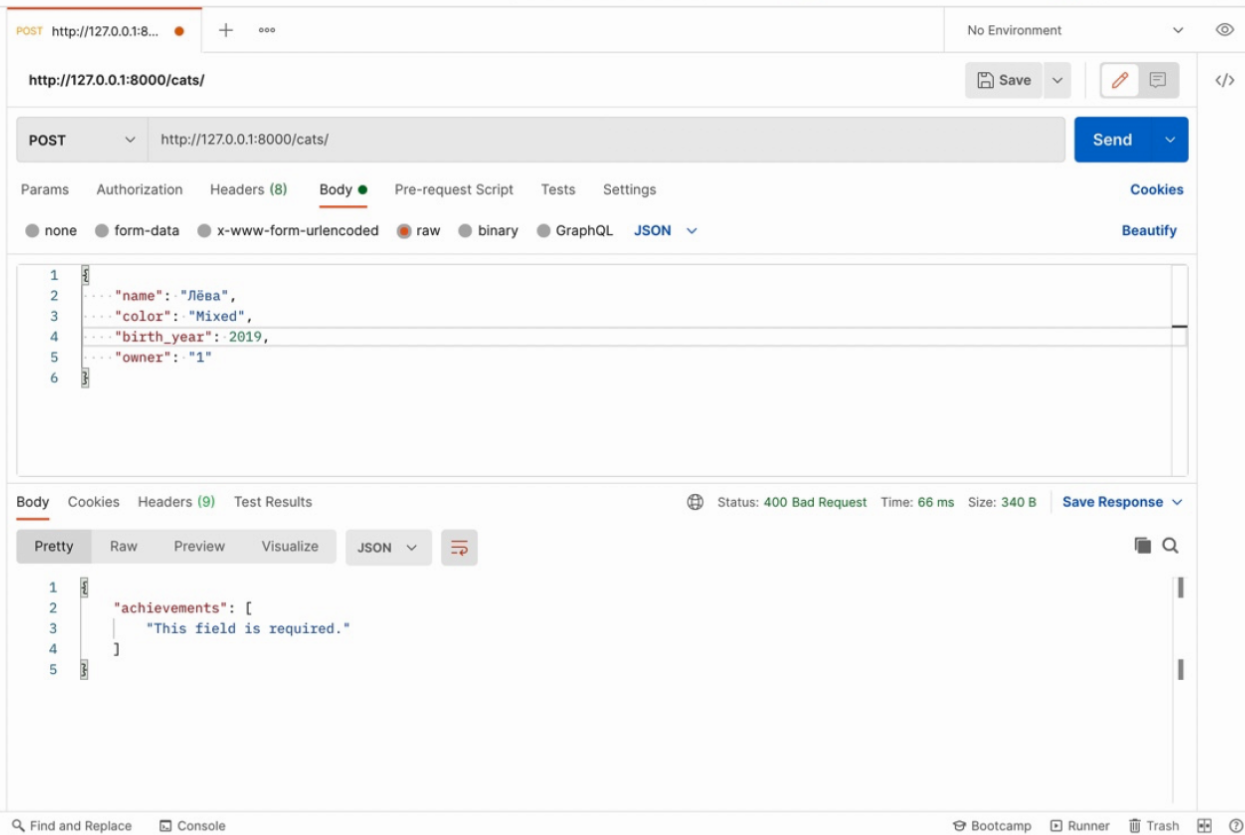 POST http://127.0.0.1:8...
No Environment
http://127.0.0.1:8000/cats/
Save
POST http://127.0.0.1:8000/cats/ Send
Params Authorization Headers (8) Body Pre-request Script Tests Settings Cookies
none form-data x-www-form-urlencoded raw binary GraphQL JSON Beautify
1 {
2 "name": "Лёва",
3 "color": "Mixed",
4 "birth_year": 2019,
5 "owner": "1"
6 }
Body Cookies Headers (9) Test Results Status: 400 Bad Request Time: 66 ms Size: 340 B Save Response
Pretty Raw Preview Visualize JSON
1 {
2 "achievements": [
3 "This field is required."
4 ]
5 }
Find and Replace Console Bootcamp Runner Trash